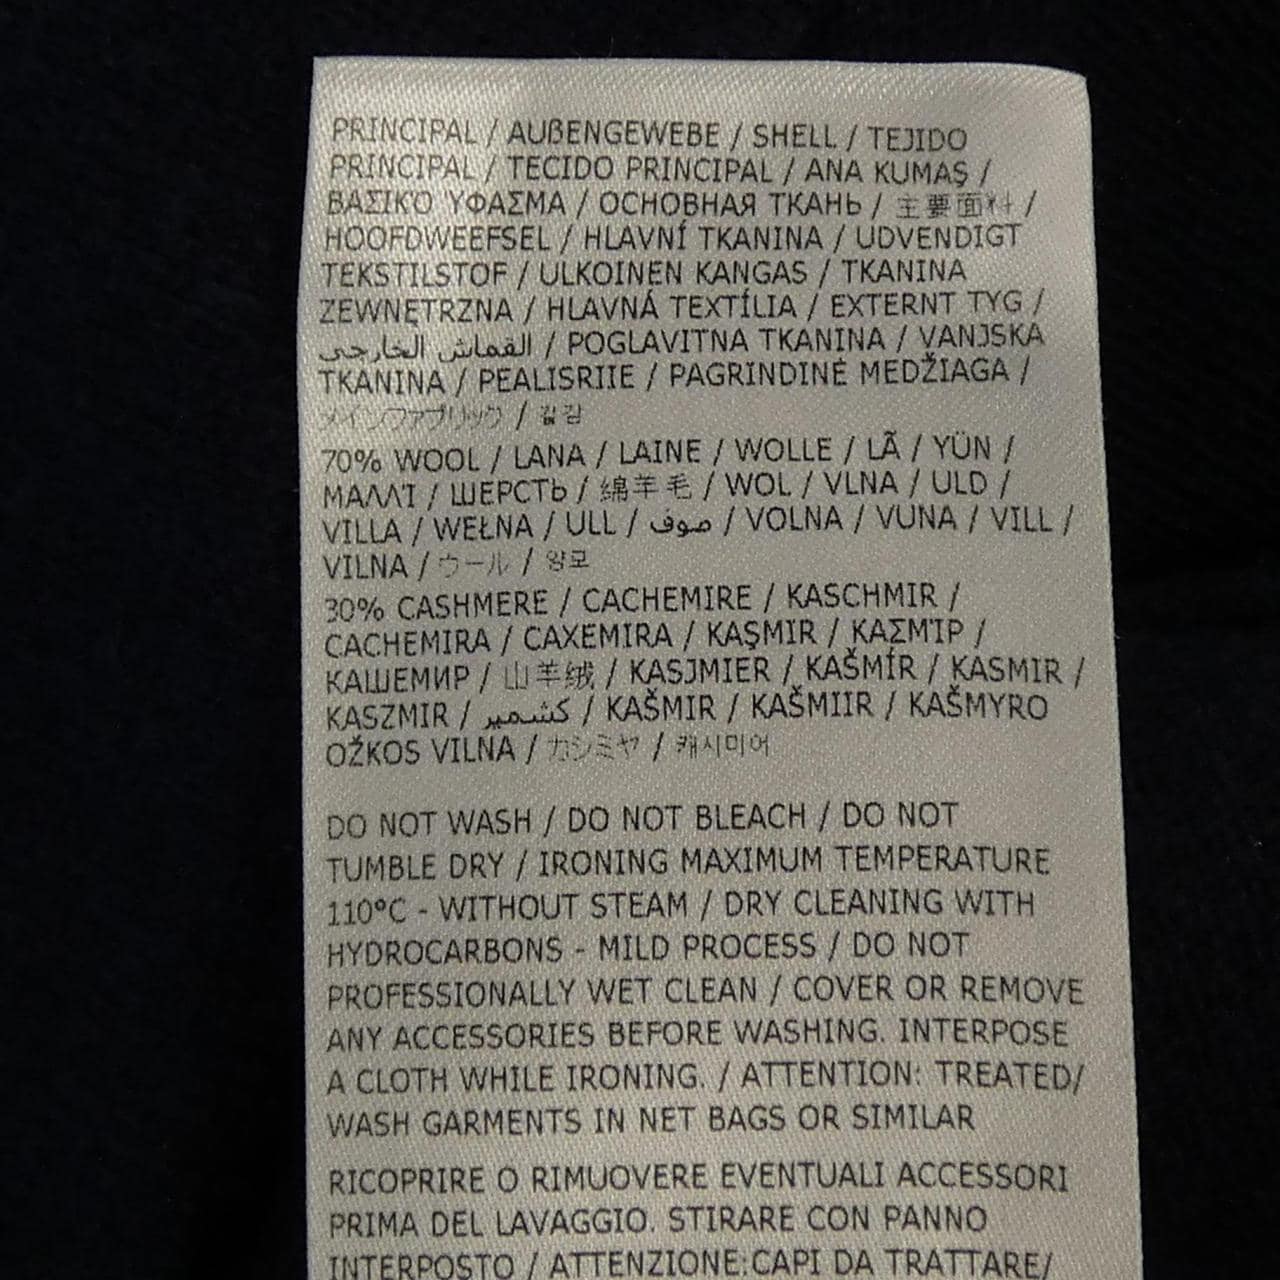 PRINCIPAL / AUßENGEWEBE / SHELL / TEJIDO
PRINCIPAL / TECIDO PRINCIPAL / ANA KUMAŞ /
ΒΑΣΙΚΌ ΎΦΑΣΜΑ / ОСНОВНАЯ ТКАНЬ / 主要面料 /
HOOFDWEEFSEL / HLAVNÍ TKANINA / UDVENDIGT
TEKSTILSTOF / ULKOINEN KANGAS / TKANINA
ZEWNĘTRZNA / HLAVNÁ TEXTÍLIA / EXTERNT TYG /
القماش الخارجي / POGLAVITNA TKANINA / VANJSKA
TKANINA / PEALISRIIE / PAGRINDINĖ MEDŽIAGA /
メインファブリック / 겉감
70% WOOL / LANA / LAINE / WOLLE / LÃ / YÜN /
ΜΑΛΛΊ / ШЕРСТЬ / 绵羊毛 / WOL / VLNA / ULD /
VILLA / WEŁNA / ULL / صوف / VOLNA / VUNA / VILL /
VILNA / ウール / 양모
30% CASHMERE / CACHEMIRE / KASCHMIR /
CACHEMIRA / CAXEMIRA / KAŞMIR / ΚΑΣΜΊΡ /
КАШЕМИР / 山羊绒 / KASJMIER / KAŠMÍR / KASMIR /
KASZMIR / كشمير / KAŠMIR / KAŠMIIR / KAŠMYRO
OŽKOS VILNA / カシミヤ / 캐시미어
DO NOT WASH / DO NOT BLEACH / DO NOT
TUMBLE DRY / IRONING MAXIMUM TEMPERATURE
110°C - WITHOUT STEAM / DRY CLEANING WITH
HYDROCARBONS - MILD PROCESS / DO NOT
PROFESSIONALLY WET CLEAN / COVER OR REMOVE
ANY ACCESSORIES BEFORE WASHING. INTERPOSE
A CLOTH WHILE IRONING. / ATTENTION: TREATED/
WASH GARMENTS IN NET BAGS OR SIMILAR
RICOPRIRE O RIMUOVERE EVENTUALI ACCESSORI
PRIMA DEL LAVAGGIO. STIRARE CON PANNO
INTERPOSTO / ATTENZIONE:CAPI DA TRATTARE/